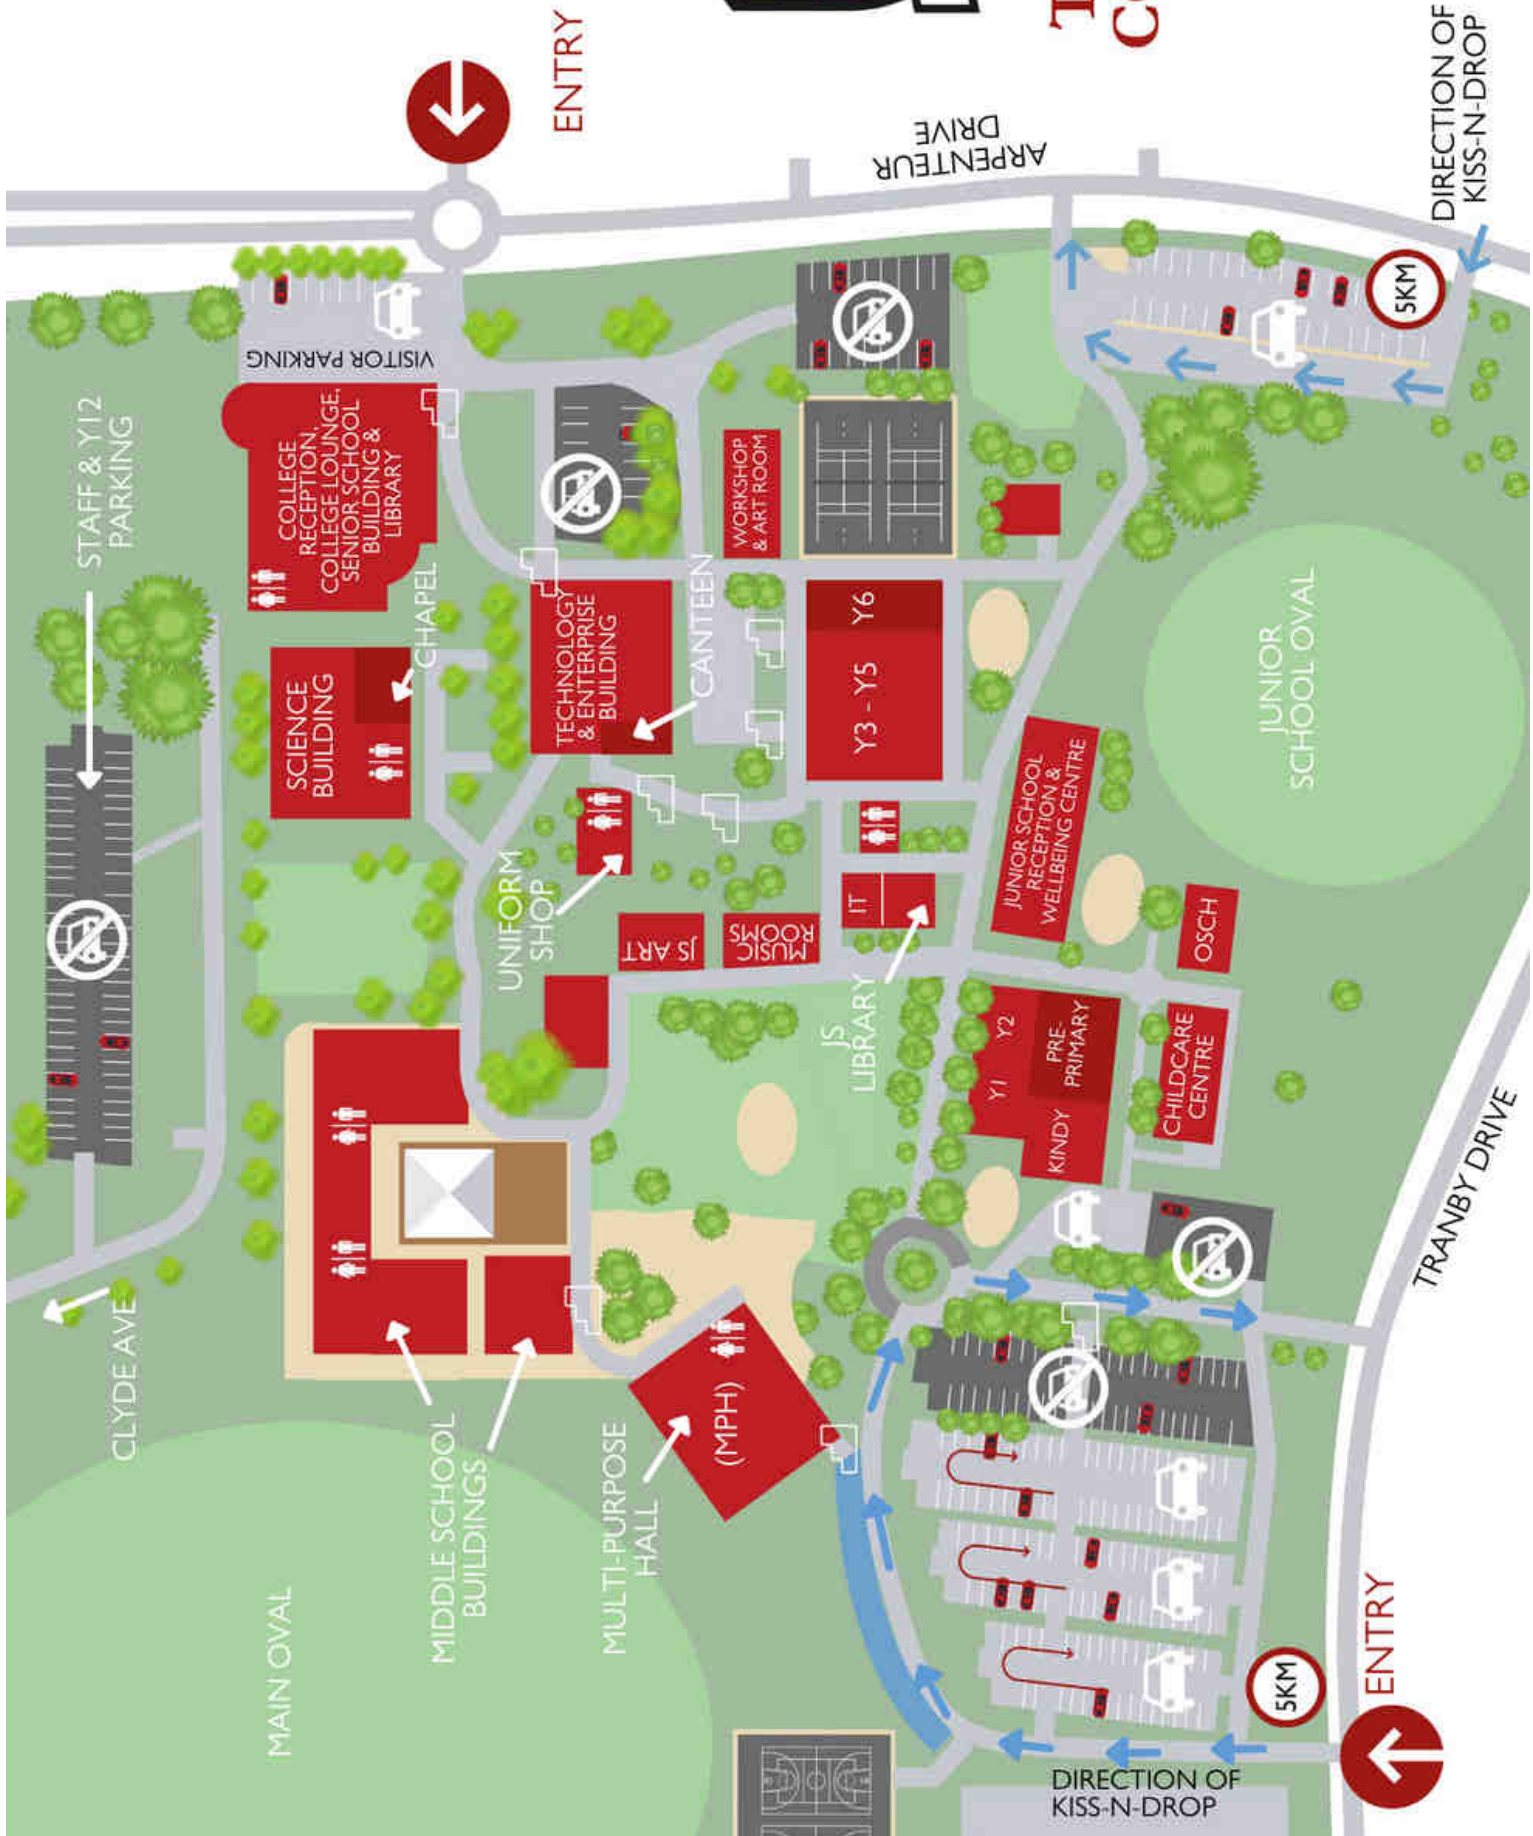 ENTRY
T
CO
DIRECTION OF
KISS-N-DROP
ARPENTEUR
DRIVE
STAFF & Y12
PARKING
VISITOR PARKING
COLLEGE
RECEPTION,
COLLEGE LOUNGE,
SENIOR SCHOOL
BUILDING &
LIBRARY
5KM
WORKSHOP
& ART ROOM
CHAPEL
SCIENCE
BUILDING
TECHNOLOGY
& ENTERPRISE
BUILDING
CANTEEN
Y3 - Y5
Y6
JUNIOR
SCHOOL OVAL
UNIFORM
SHOP
JS ART
MUSIC
ROOMS
IT
JS
LIBRARY
JUNIOR SCHOOL
RECEPTION &
WELLBEING CENTRE
OSCH
Y1
Y2
PRE-
PRIMARY
KINDY
CHILDCARE
CENTRE
TRANBY DRIVE
CLYDE AVE
MAIN OVAL
MIDDLE SCHOOL
BUILDINGS
MULTI-PURPOSE
HALL
(MPH)
5KM
ENTRY
DIRECTION OF
KISS-N-DROP